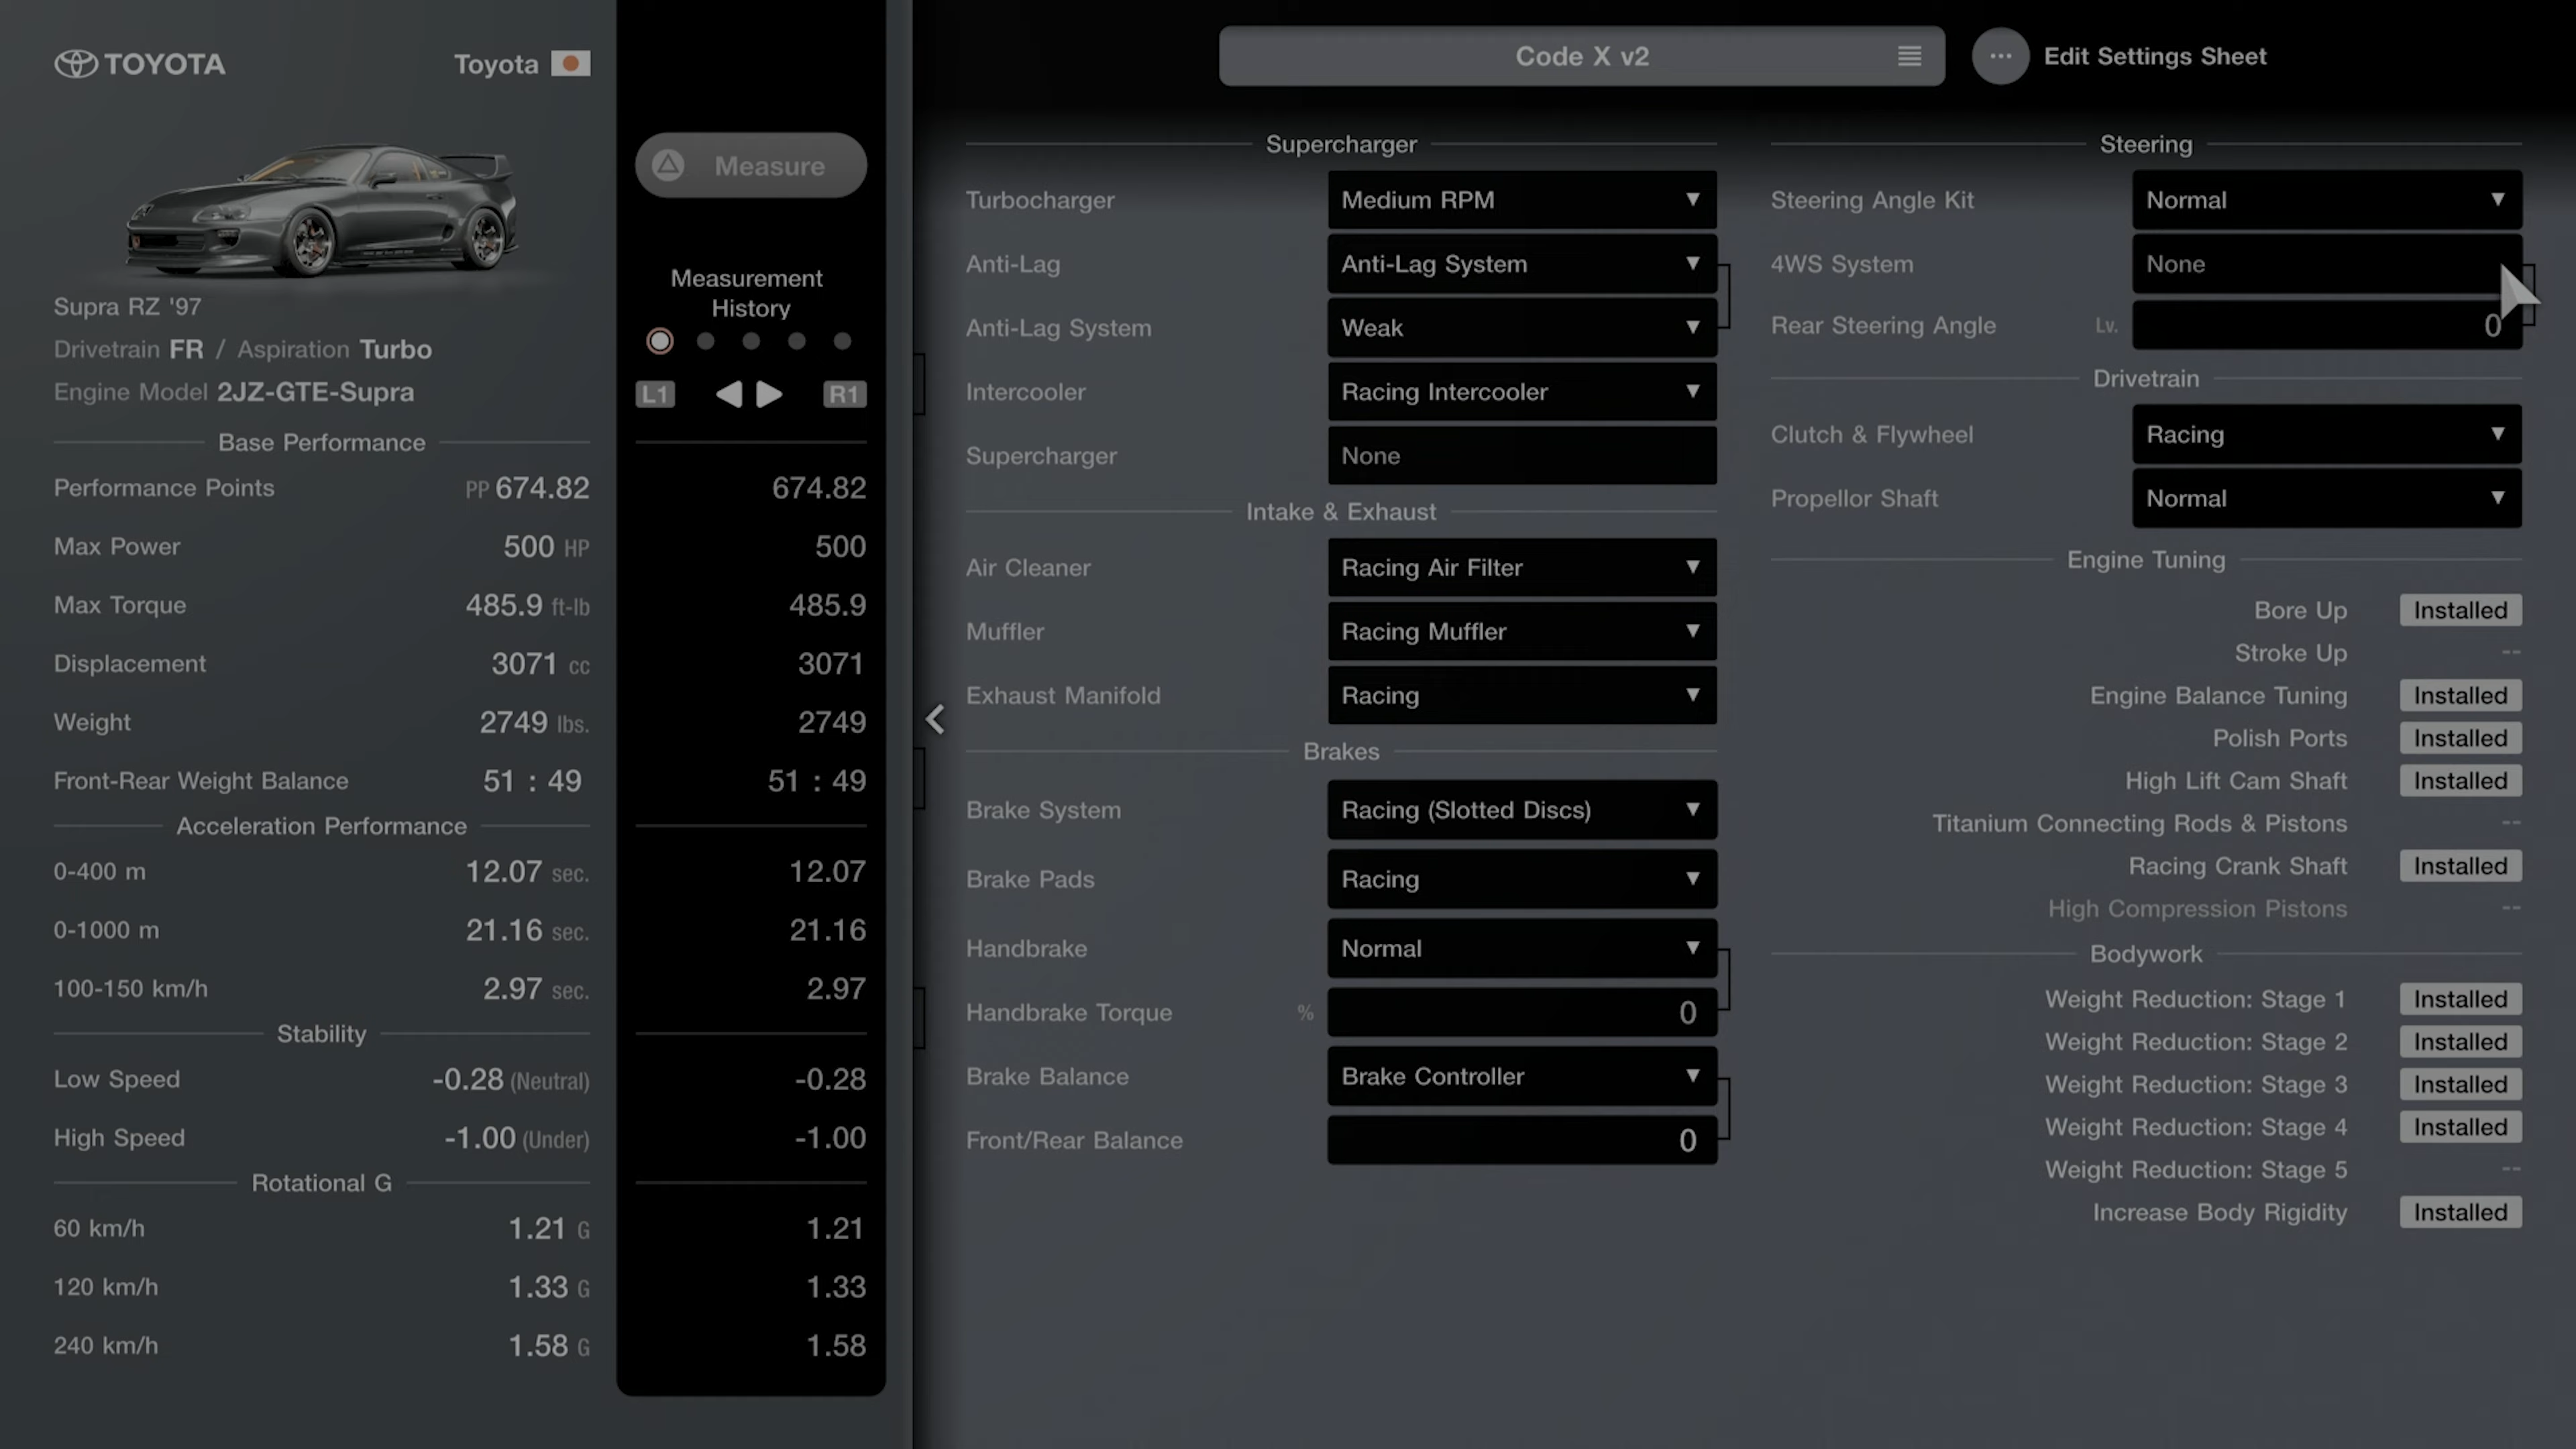 TOYOTA
Toyota
Supra RZ '97
Drivetrain FR / Aspiration Turbo
Engine Model 2JZ-GTE-Supra
Base Performance
Performance Points PP 674.82
Max Power 500 HP
Max Torque 485.9 ft-lb
Displacement 3071 cc
Weight 2749 lbs.
Front-Rear Weight Balance 51 : 49
Acceleration Performance
0-400 m 12.07 sec.
0-1000 m 21.16 sec.
100-150 km/h 2.97 sec.
Stability
Low Speed -0.28 (Neutral)
High Speed -1.00 (Under)
Rotational G
60 km/h 1.21 G
120 km/h 1.33 G
240 km/h 1.58 G
Measure
Measurement
History
L1 R1
674.82
500
485.9
3071
2749
51 : 49
12.07
21.16
2.97
-0.28
-1.00
1.21
1.33
1.58
Code X v2
Edit Settings Sheet
Supercharger
Turbocharger Medium RPM
Anti-Lag Anti-Lag System
Anti-Lag System Weak
Intercooler Racing Intercooler
Supercharger None
Intake & Exhaust
Air Cleaner Racing Air Filter
Muffler Racing Muffler
Exhaust Manifold Racing
Brakes
Brake System Racing (Slotted Discs)
Brake Pads Racing
Handbrake Normal
Handbrake Torque % 0
Brake Balance Brake Controller
Front/Rear Balance 0
Steering
Steering Angle Kit Normal
4WS System None
Rear Steering Angle Lv. 0
Drivetrain
Clutch & Flywheel Racing
Propellor Shaft Normal
Engine Tuning
Bore Up Installed
Stroke Up --
Engine Balance Tuning Installed
Polish Ports Installed
High Lift Cam Shaft Installed
Titanium Connecting Rods & Pistons --
Racing Crank Shaft Installed
High Compression Pistons --
Bodywork
Weight Reduction: Stage 1 Installed
Weight Reduction: Stage 2 Installed
Weight Reduction: Stage 3 Installed
Weight Reduction: Stage 4 Installed
Weight Reduction: Stage 5 --
Increase Body Rigidity Installed